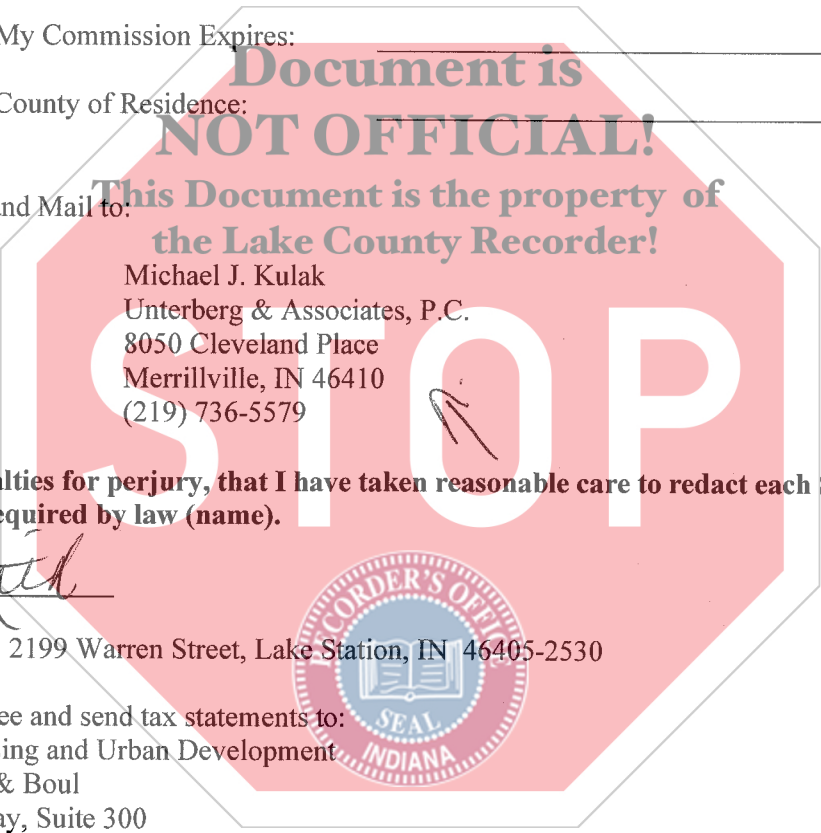 My Commission Expires:
Document is
County of Residence:
NOT OFFICIAL!
This Document is the property of
and Mail to:
the Lake County Recorder!
Michael J. Kulak
Unterberg & Associates, P.C.
8050 Cleveland Place
Merrillville, IN 46410
(219) 736-5579
STOP
alties for perjury, that I have taken reasonable care to redact each
equired by law (name).
RECORDER'S OFFICE
2199 Warren Street, Lake Station, IN 46405-2530
ee and send tax statements to:
SEAL
sing and Urban Development
INDIANA
& Boul
ay, Suite 300